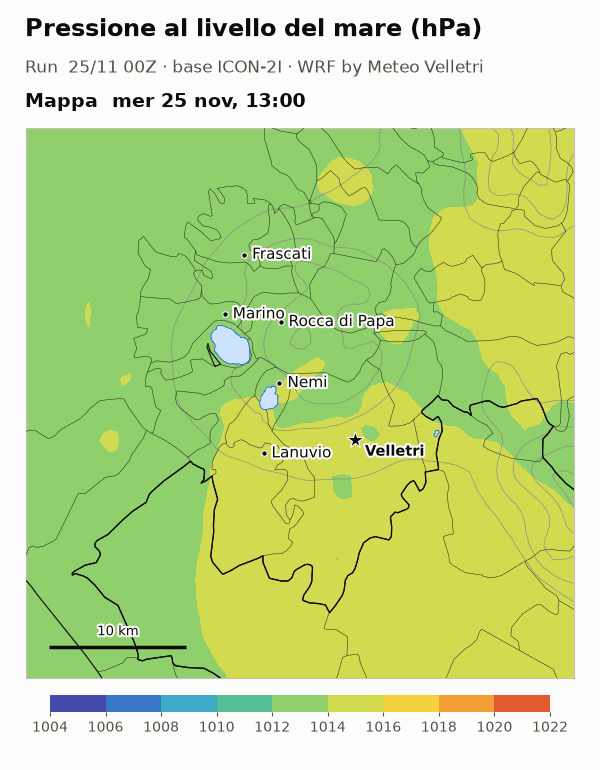 Pressione al livello del mare (hPa)
Run  25/11 00Z · base ICON-2I · WRF by Meteo Velletri
Mappa  mer 25 nov, 13:00
Frascati
Marino
Rocca di Papa
Nemi
Velletri
Lanuvio
10 km
1004 1006 1008 1010 1012 1014 1016 1018 1020 1022